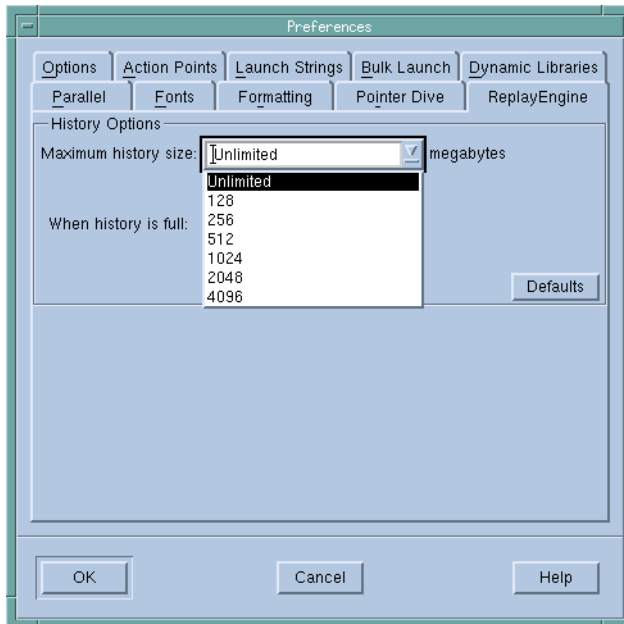 Preferences
Options Action Points Launch Strings Bulk Launch Dynamic Libraries
Parallel Fonts Formatting Pointer Dive ReplayEngine
History Options
Maximum history size: Unlimited megabytes
Unlimited
128
When history is full: 256
512
1024
2048
4096
Defaults
OK Cancel Help